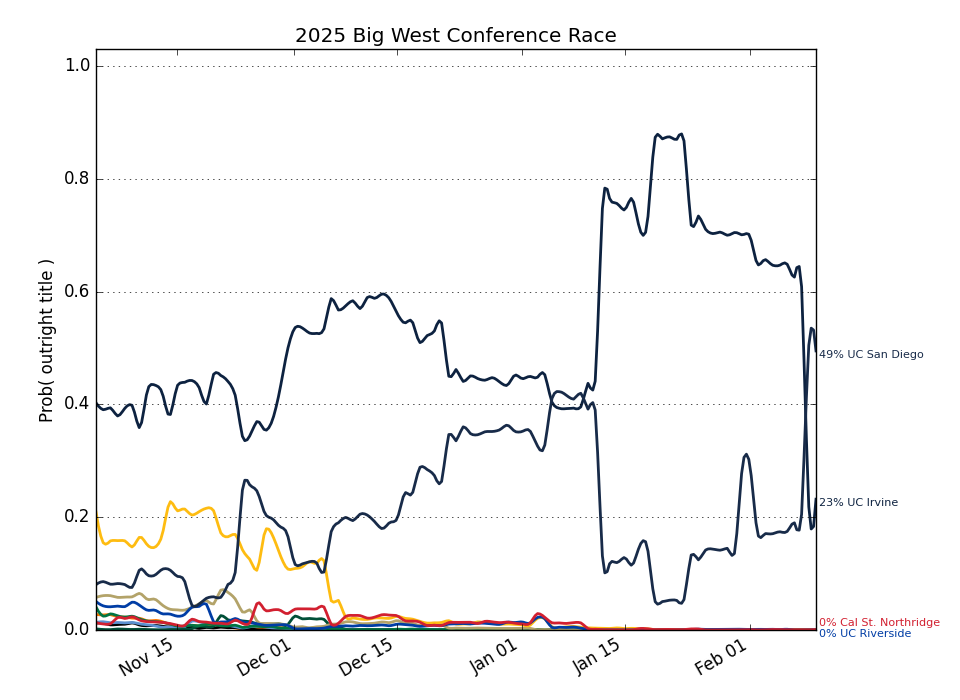 2025 Big West Conference Race
Prob( outright title )
1.0
0.8
0.6
0.4
0.2
0.0
Nov 15
Dec 01
Dec 15
Jan 01
Jan 15
Feb 01
49% UC San Diego
23% UC Irvine
0% Cal St. Northridge
0% UC Riverside